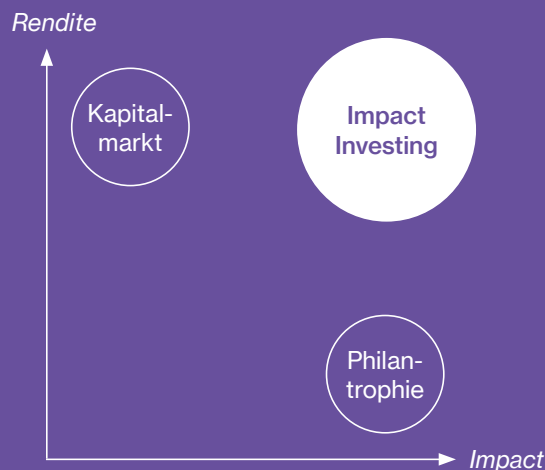 Rendite
Kapital-
markt
Impact
Investing
Philan-
trophie
Impact